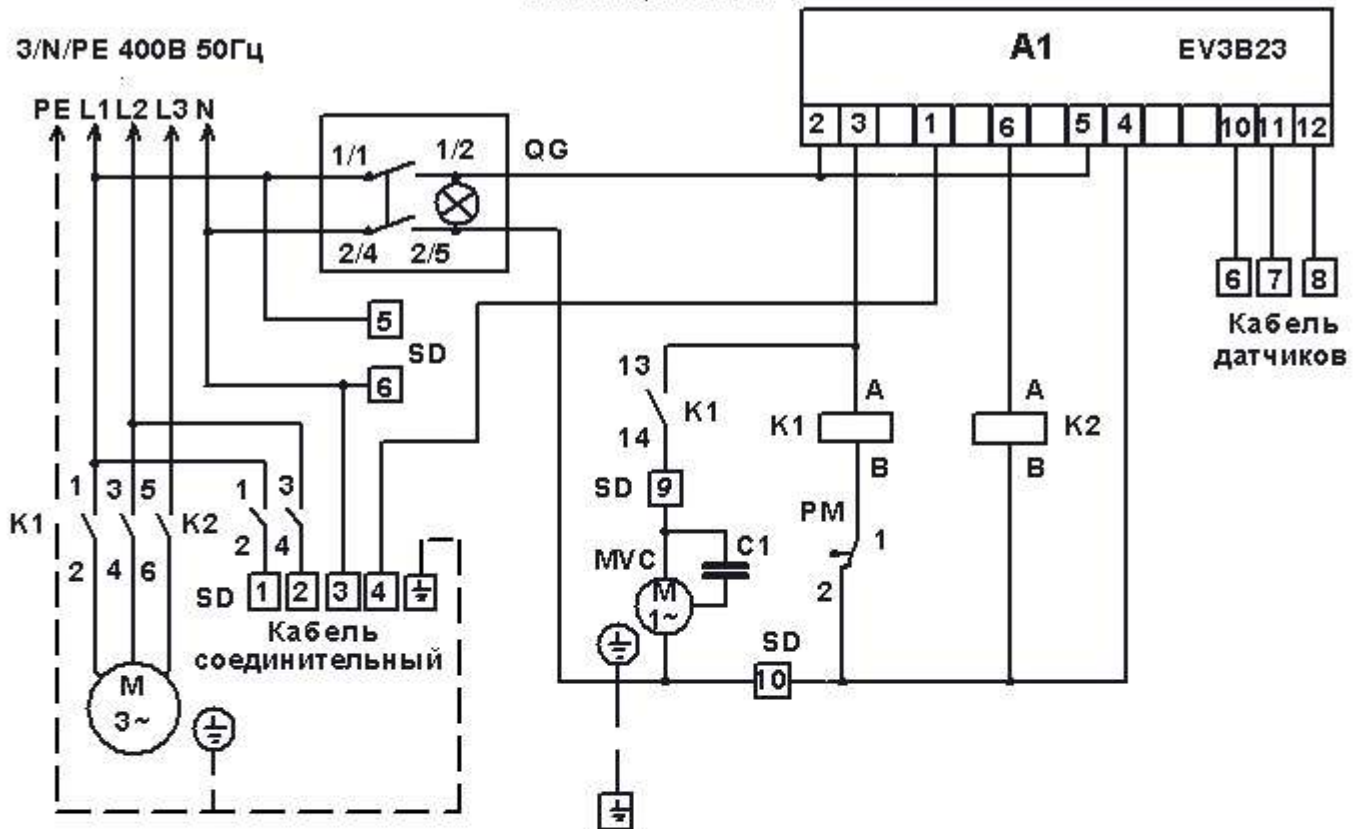 3/N/PE 400В 50Гц
PE L1 L2 L3 N
A1 EV3B23
2 3 1 6 5 4 10 11 12
1/1 1/2 QG
2/4 2/5
6 7 8
Кабель
датчиков
5
SD
6
13
K1
14
A
K1
B
A
K2
B
SD 9
PM
1
2
MVC
C1
M
1~
SD
10
1 3 5
K1
K2
2 4 6
1 3
2 4
SD 1 2 3 4
Кабель
соединительный
M
3~